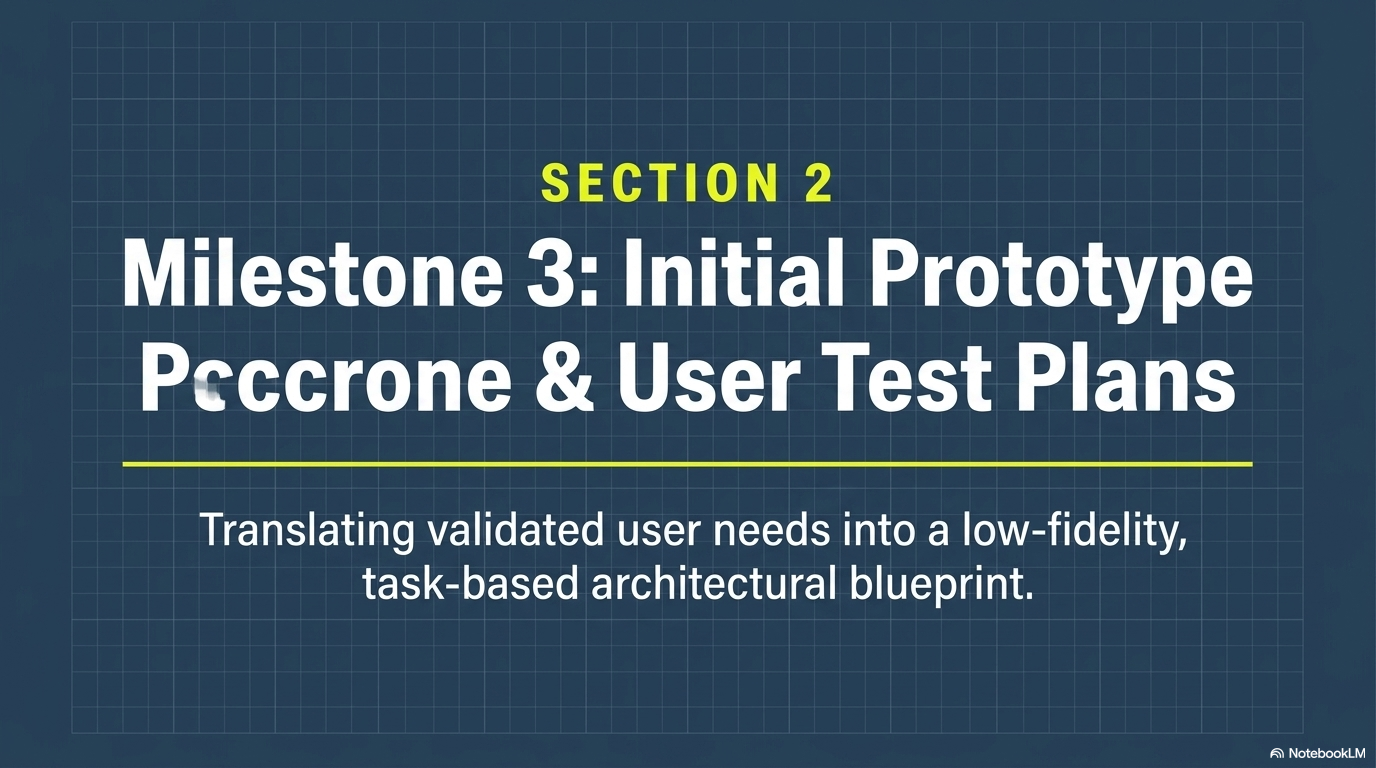 SECTION 2
Milestone 3: Initial Prototype
Pcccrone & User Test Plans
Translating validated user needs into a low-fidelity,
task-based architectural blueprint.
NotebookLM